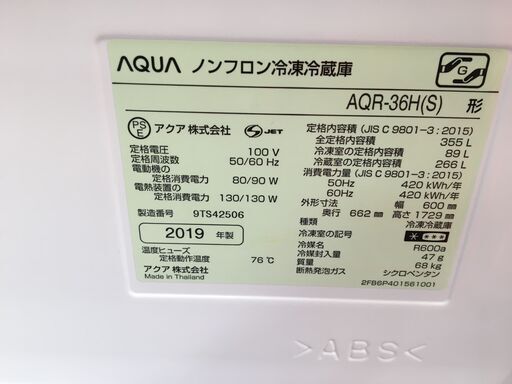 AQUA ノンフロン冷凍冷蔵庫
G
AQR-36H(S) 形
PS E アクア株式会社 JET
定格電圧 100 V
定格周波数 50/60 Hz
電動機の
定格消費電力 80/90 W
電熱装置の
定格消費電力 130/130 W
製造番号 9TS42506
2019 年製
温度ヒューズ
定格動作温度 76℃
アクア株式会社
Made in Thailand
定格内容積 (JIS C 9801-3 : 2015)
全定格内容積 355 L
冷凍室の定格内容積 89 L
冷蔵室の定格内容積 266 L
消費電力量 (JIS C 9801-3 : 2015)
50Hz 420 kWh/年
60Hz 420 kWh/年
外形寸法 幅 600 mm
奥行 662 mm 高さ 1729 mm
種類 冷凍冷蔵庫
冷凍室の記号
冷媒名 R600a
冷媒封入量 47 g
質量 68 kg
断熱発泡ガス シクロペンタン
2FB6P401561001
>ABS<